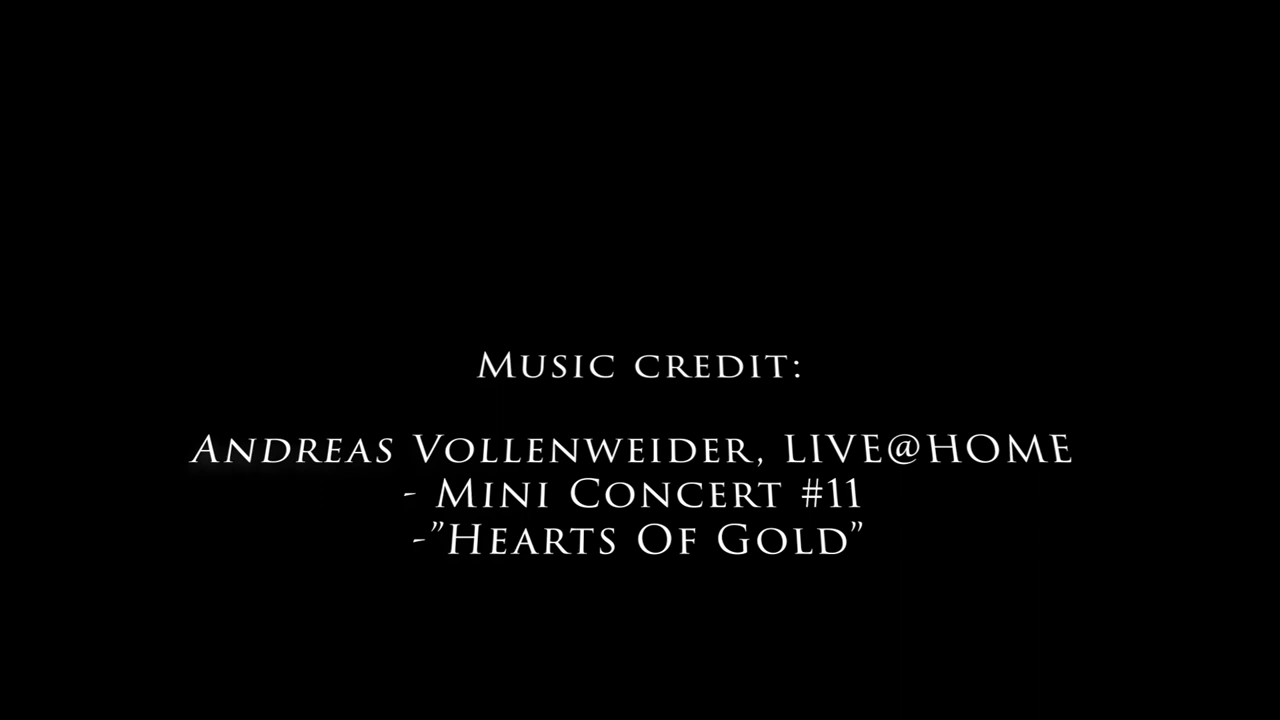 Music credit:
Andreas Vollenweider, LIVE@HOME
- Mini Concert #11
-”Hearts Of Gold”